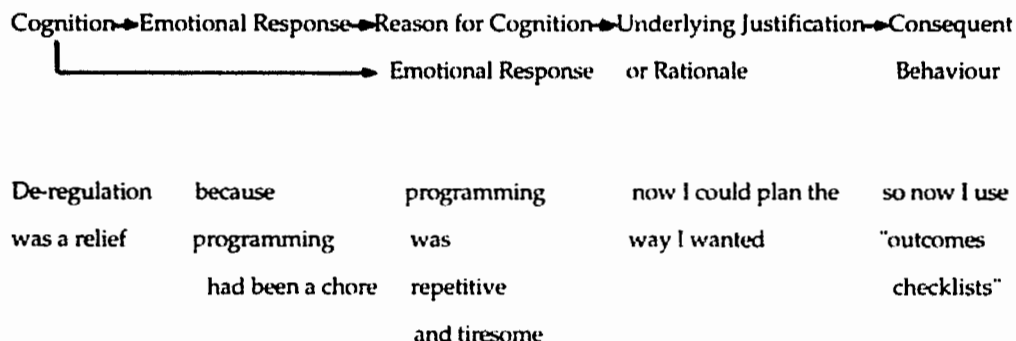 Cognition Emotional Response Reason for Cognition Underlying Justification Consequent
Emotional Response or Rationale Behaviour
De-regulation because programming now I could plan the so now I use
was a relief programming was way I wanted "outcomes
had been a chore repetitive checklists"
and tiresome